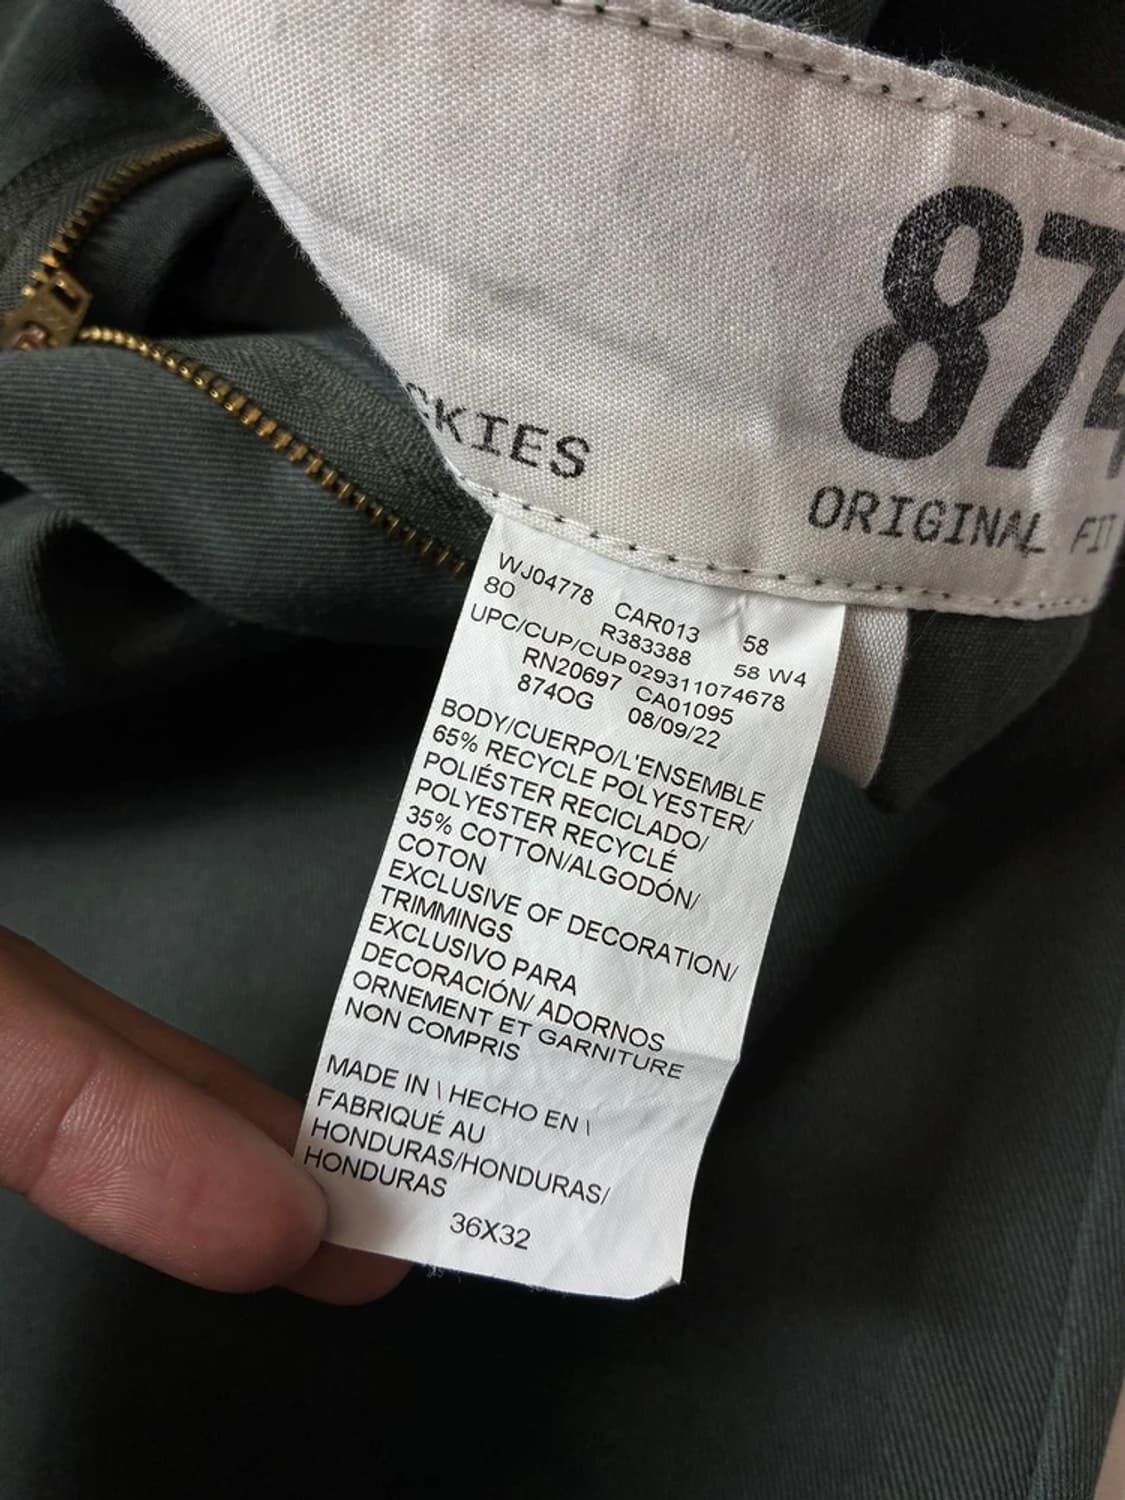 874
CKIES
ORIGINAL FIT
WJ04778 CAR013 58
80 R383388 58 W4
UPC/CUP/CUP029311074678
RN20697 CA01095
874OG 08/09/22
BODY/CUERPO/L'ENSEMBLE
65% RECYCLE POLYESTER/
POLIÉSTER RECICLADO/
POLYESTER RECYCLÉ
35% COTTON/ALGODÓN/
COTON
EXCLUSIVE OF DECORATION/
TRIMMINGS
EXCLUSIVO PARA
DECORACIÓN/ ADORNOS
ORNEMENT ET GARNITURE
NON COMPRIS
MADE IN \ HECHO EN \
FABRIQUÉ AU
HONDURAS/HONDURAS/
HONDURAS
36X32